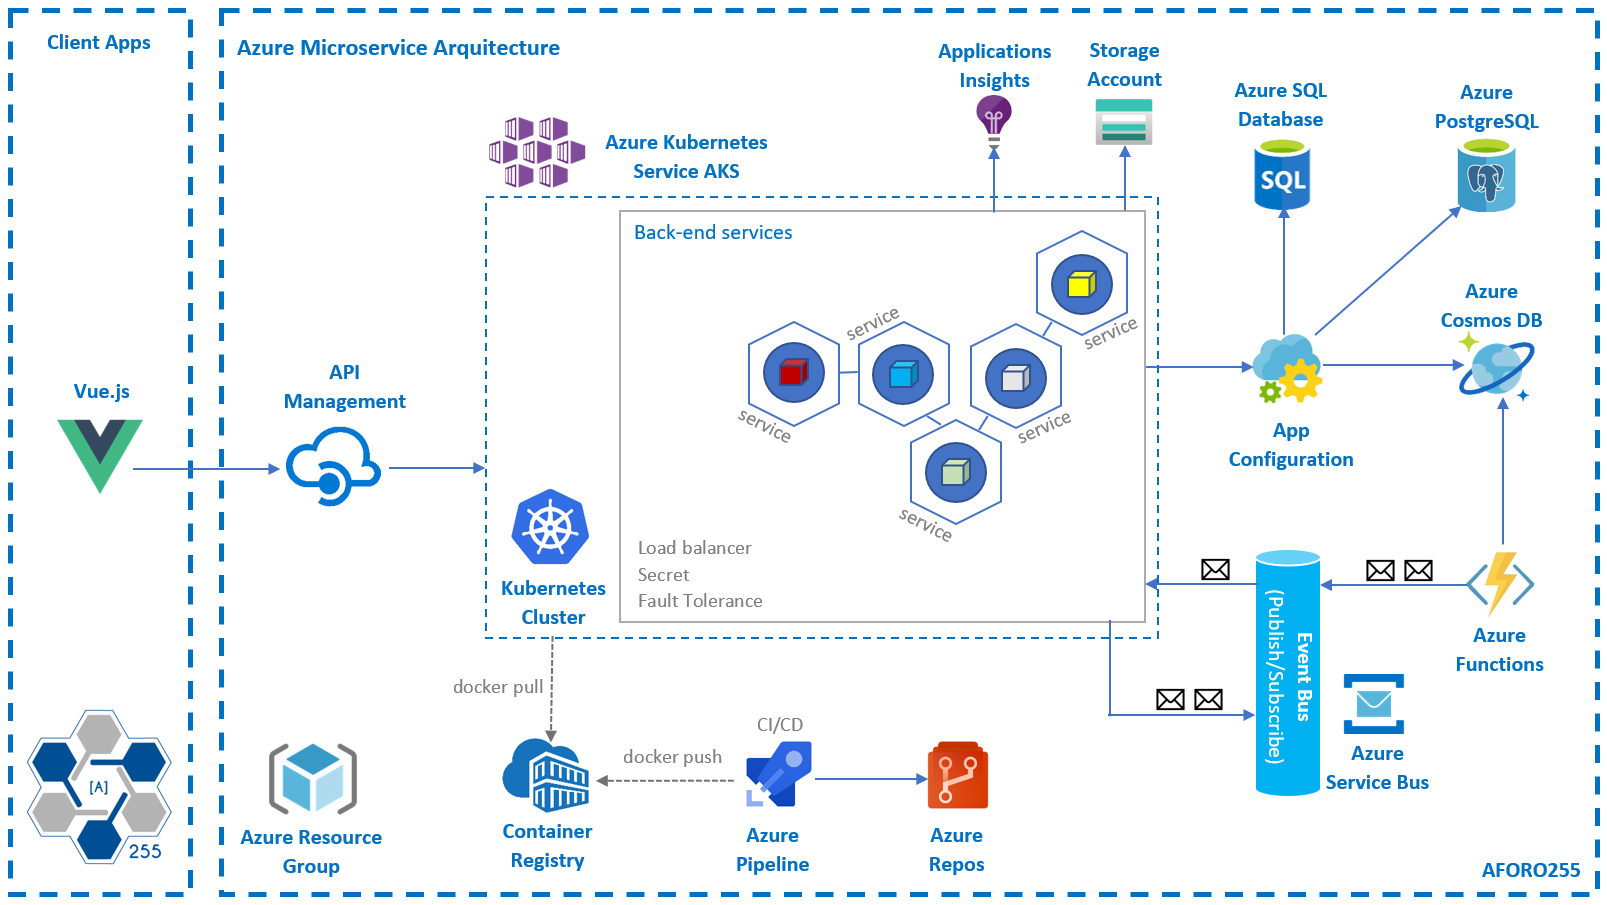 Client Apps
Azure Microservice Arquitecture
Applications
Insights
Storage
Account
Azure SQL
Database
SQL
Azure
PostgreSQL
Azure Kubernetes
Service AKS
Back-end services
service
service
service
service
service
Load balancer
Secret
Fault Tolerance
Vue.js
API
Management
Kubernetes
Cluster
Azure
Cosmos DB
App
Configuration
Event Bus
(Publish/Subscribe)
Azure
Functions
Azure
Service Bus
docker pull
docker push
CI/CD
[A]
255
Azure Resource
Group
Container
Registry
Azure
Pipeline
Azure
Repos
AFORO255